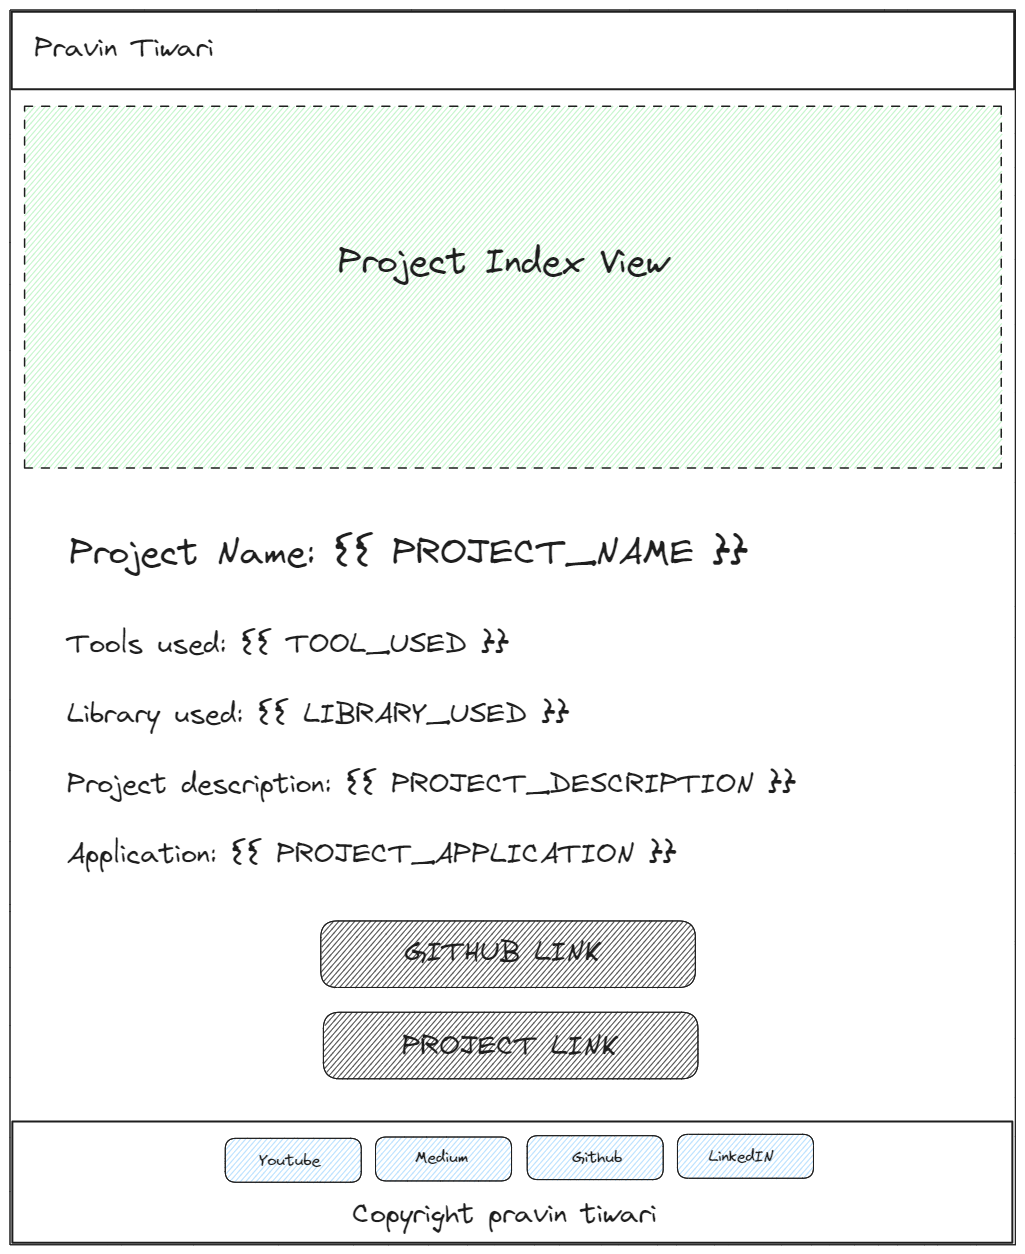 Pravin Tiwari
Project Index View
Project Name: {{ PROJECT_NAME }}
Tools used: {{ TOOL_USED }}
Library used: {{ LIBRARY_USED }}
Project description: {{ PROJECT_DESCRIPTION }}
Application: {{ PROJECT_APPLICATION }}
GITHUB LINK
PROJECT LINK
Youtube Medium Github LinkedIN
Copyright pravin tiwari